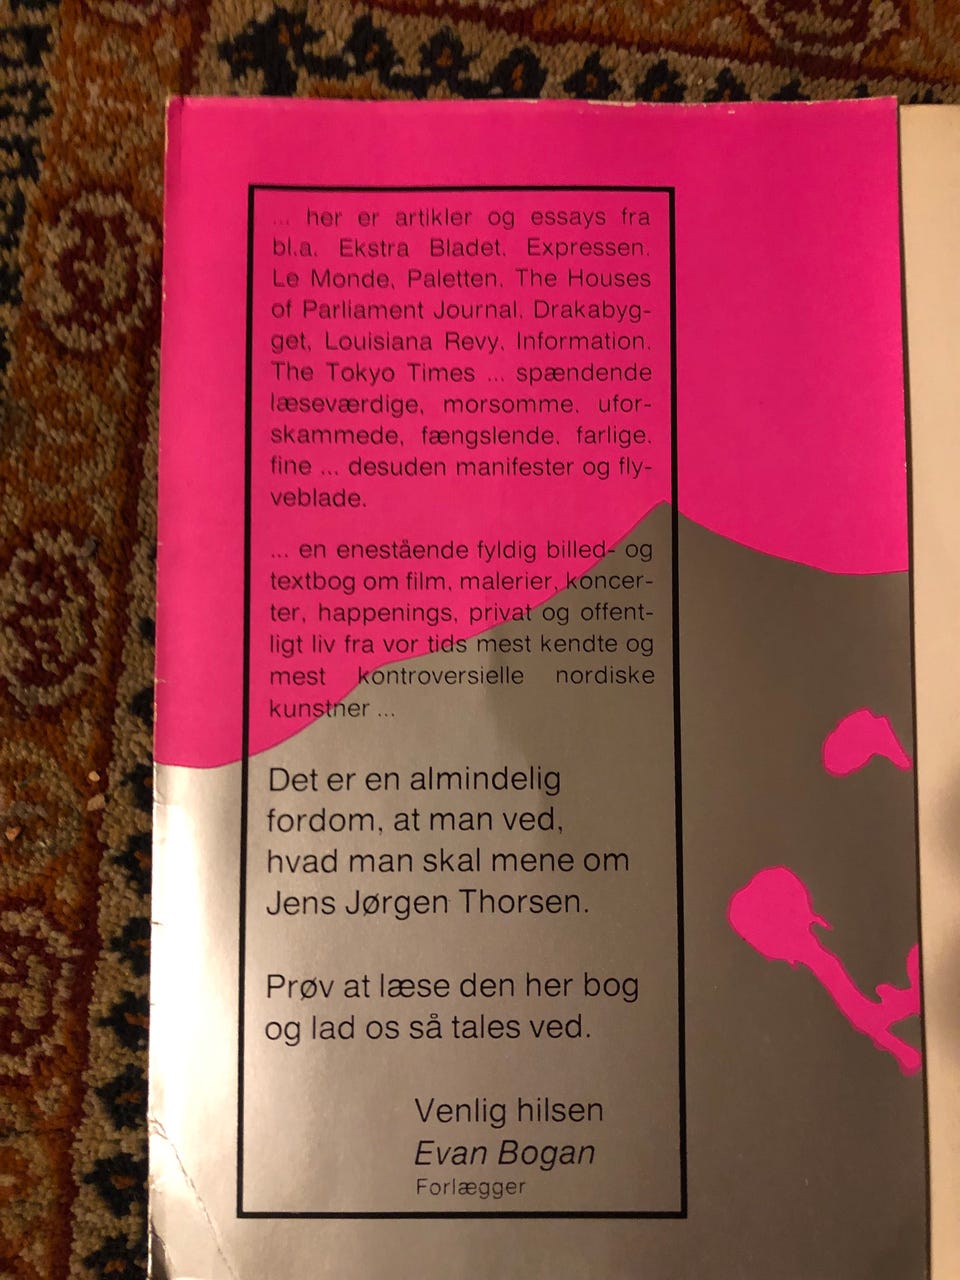 ... her er artikler og essays fra
bl.a. Ekstra Bladet, Expressen,
Le Monde, Paletten, The Houses
of Parliament Journal, Drakabyg-
get, Louisiana Revy, Information,
The Tokyo Times ... spændende
læseværdige, morsomme, ufor-
skammede, fængslende, farlige,
fine ... desuden manifester og fly-
veblade.
... en enestående fyldig billed- og
textbog om film, malerier, koncer-
ter, happenings, privat og offent-
ligt liv fra vor tids mest kendte og
mest kontroversielle nordiske
kunstner ...
Det er en almindelig
fordom, at man ved,
hvad man skal mene om
Jens Jørgen Thorsen.
Prøv at læse den her bog
og lad os så tales ved.
Venlig hilsen
Evan Bogan
Forlægger